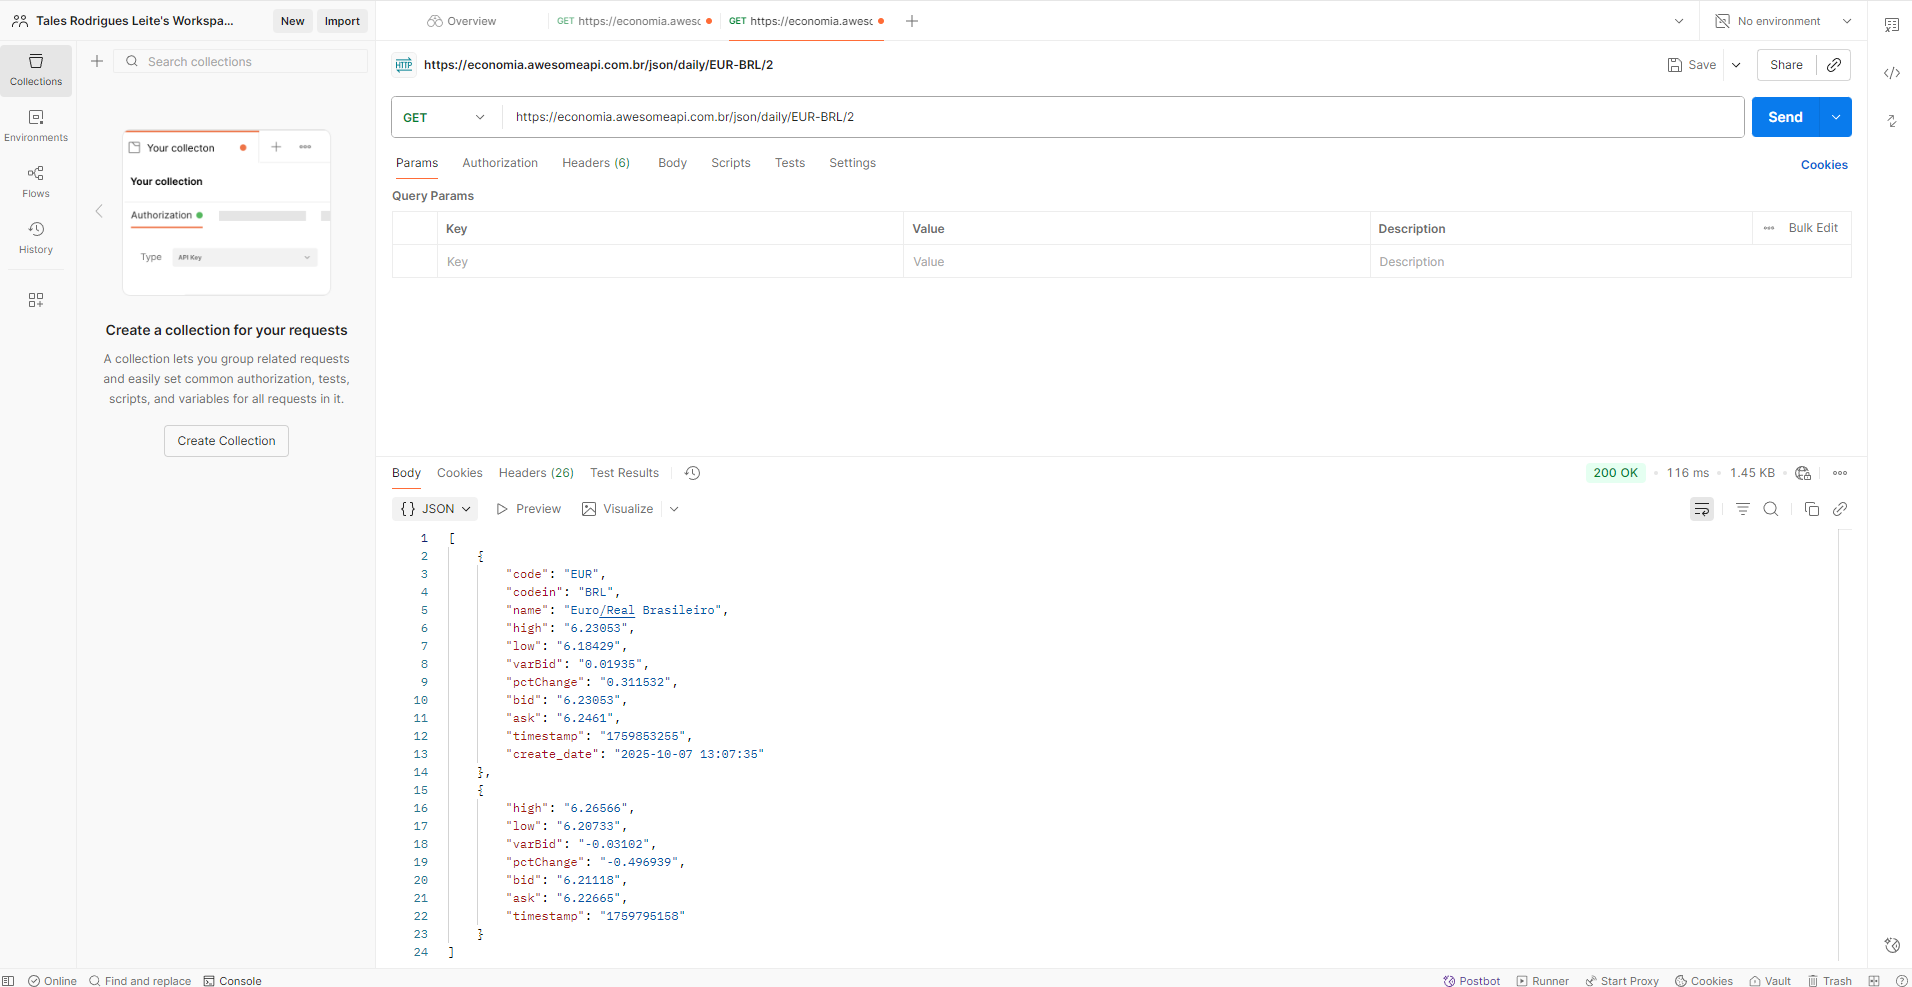 Tales Rodrigues Leite's Workspa...
New
Import
Overview
GET https://economia.awesc
GET https://economia.awesc
No environment
Collections
Environments
Flows
History
Search collections
Your collecton
Your collection
Authorization
Type
API Key
Create a collection for your requests
A collection lets you group related requests
and easily set common authorization, tests,
scripts, and variables for all requests in it.
Create Collection
HTTP
https://economia.awesomeapi.com.br/json/daily/EUR-BRL/2
Save
Share
GET
https://economia.awesomeapi.com.br/json/daily/EUR-BRL/2
Send
Params Authorization Headers (6) Body Scripts Tests Settings
Cookies
Query Params
Key Value Description Bulk Edit
Key Value Description
Body Cookies Headers (26) Test Results
200 OK 116 ms 1.45 KB
{} JSON Preview Visualize
1 [
2 {
3 "code": "EUR",
4 "codein": "BRL",
5 "name": "Euro/Real Brasileiro",
6 "high": "6.23053",
7 "low": "6.18429",
8 "varBid": "0.01935",
9 "pctChange": "0.311532",
10 "bid": "6.23053",
11 "ask": "6.2461",
12 "timestamp": "1759853255",
13 "create_date": "2025-10-07 13:07:35"
14 },
15 {
16 "high": "6.26566",
17 "low": "6.20733",
18 "varBid": "-0.03102",
19 "pctChange": "-0.496939",
20 "bid": "6.21118",
21 "ask": "6.22665",
22 "timestamp": "1759795158"
23 }
24 ]
Online Find and replace Console
Postbot Runner Start Proxy Cookies Vault Trash